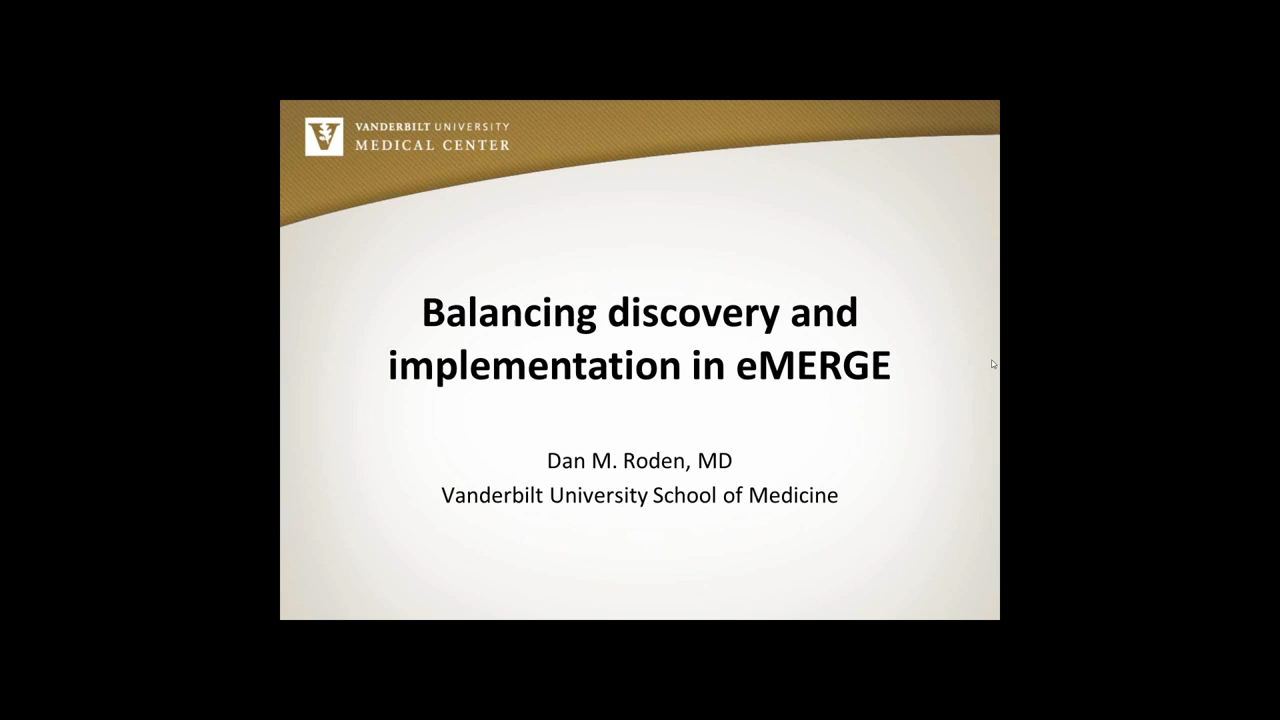 VANDERBILT UNIVERSITY
MEDICAL CENTER
Balancing discovery and
implementation in eMERGE
Dan M. Roden, MD
Vanderbilt University School of Medicine